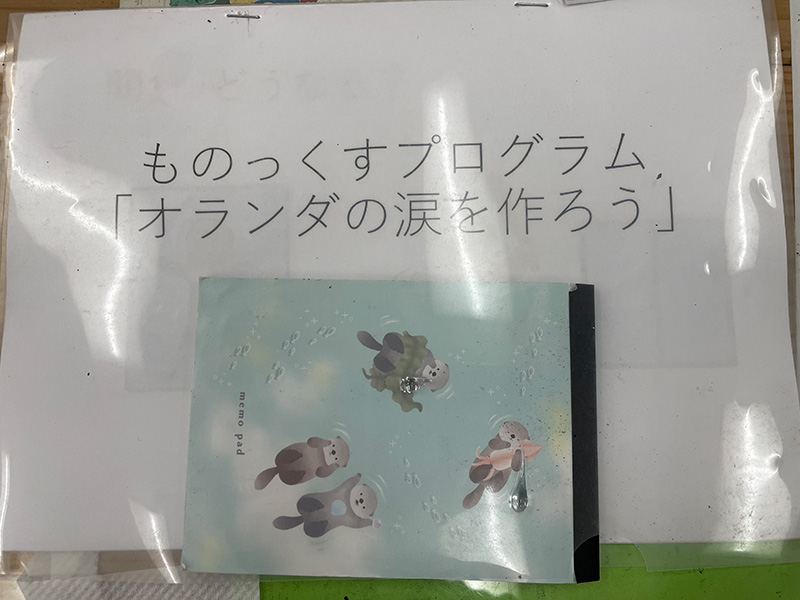 ものっくすプログラム
「オランダの涙を作ろう」
memo pad